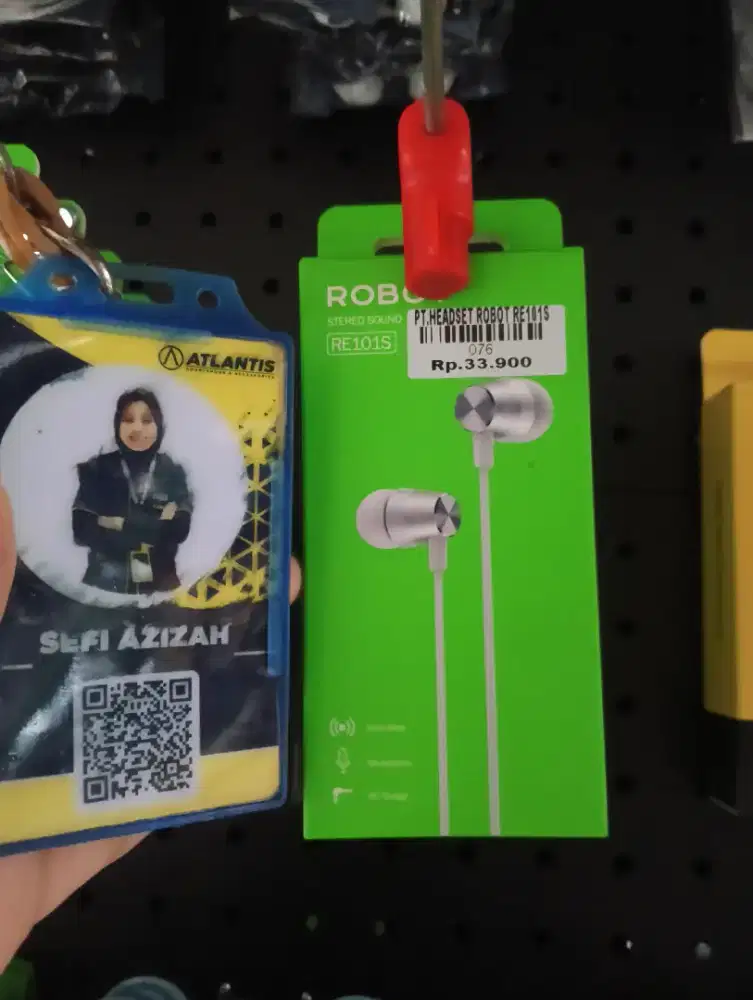 ATLANTIS
SEFI AZIZAH
ROBO
STEREO SOUND
RE101S
PT.HEADSET ROBOT RE101S
076
Rp.33.900